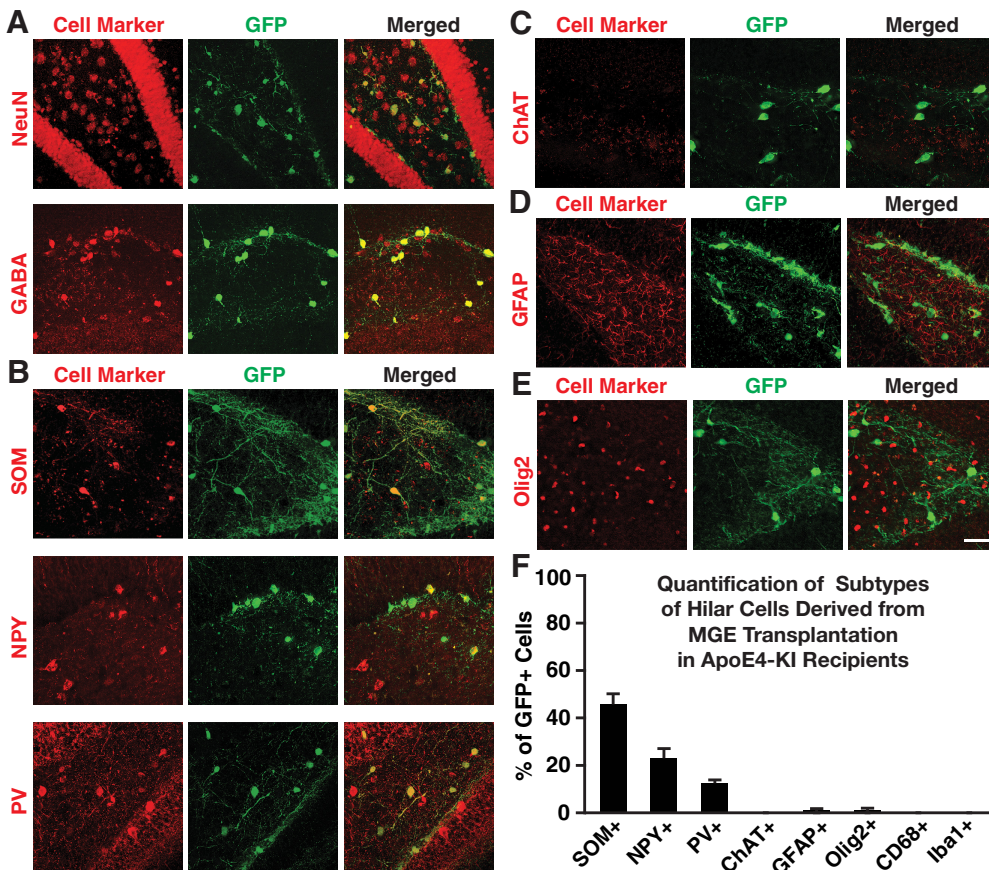 A
Cell Marker GFP Merged
NeuN
GABA
B
Cell Marker GFP Merged
SOM
NPY
PV
C
Cell Marker GFP Merged
ChAT
D
Cell Marker GFP Merged
GFAP
E
Cell Marker GFP Merged
Olig2
F
Quantification of Subtypes
of Hilar Cells Derived from
MGE Transplantation
in ApoE4-KI Recipients
% of GFP+ Cells
100
80
60
40
20
0
SOM+ NPY+ PV+ ChAT+ GFAP+ Olig2+ CD68+ Iba1+